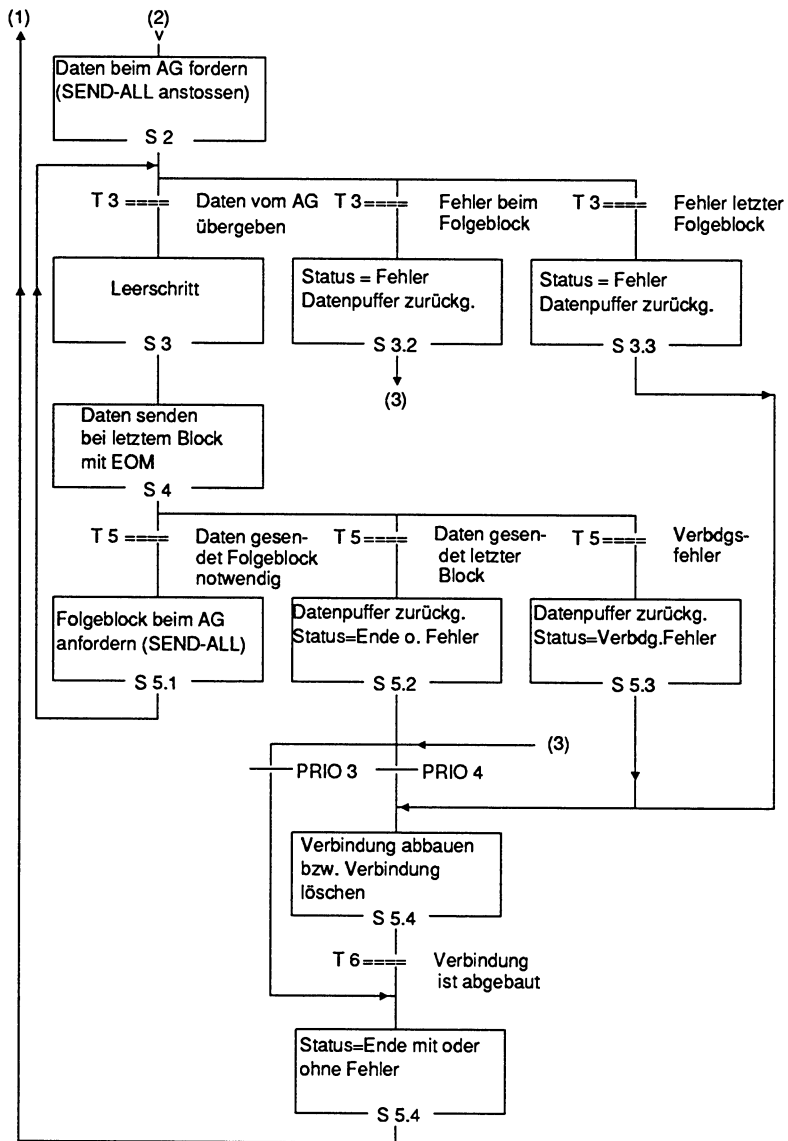 (1)
(2)
Daten beim AG fordern
(SEND-ALL anstossen)
S 2
T 3 ====
Daten vom AG
übergeben
T 3 ====
Fehler beim
Folgeblock
T 3 ====
Fehler letzter
Folgeblock
Leerschritt
S 3
Status = Fehler
Datenpuffer zurückg.
S 3.2
(3)
Status = Fehler
Datenpuffer zurückg.
S 3.3
Daten senden
bei letztem Block
mit EOM
S 4
T 5 ====
Daten gesen-
det Folgeblock
notwendig
T 5 ====
Daten gesen-
det letzter
Block
T 5 ====
Verbdgs-
fehler
Folgeblock beim AG
anfordern (SEND-ALL)
S 5.1
Datenpuffer zurückg.
Status=Ende o. Fehler
S 5.2
Datenpuffer zurückg.
Status=Verbdg.Fehler
S 5.3
(3)
PRIO 3
PRIO 4
Verbindung abbauen
bzw. Verbindung
löschen
S 5.4
T 6 ====
Verbindung
ist abgebaut
Status=Ende mit oder
ohne Fehler
S 5.4